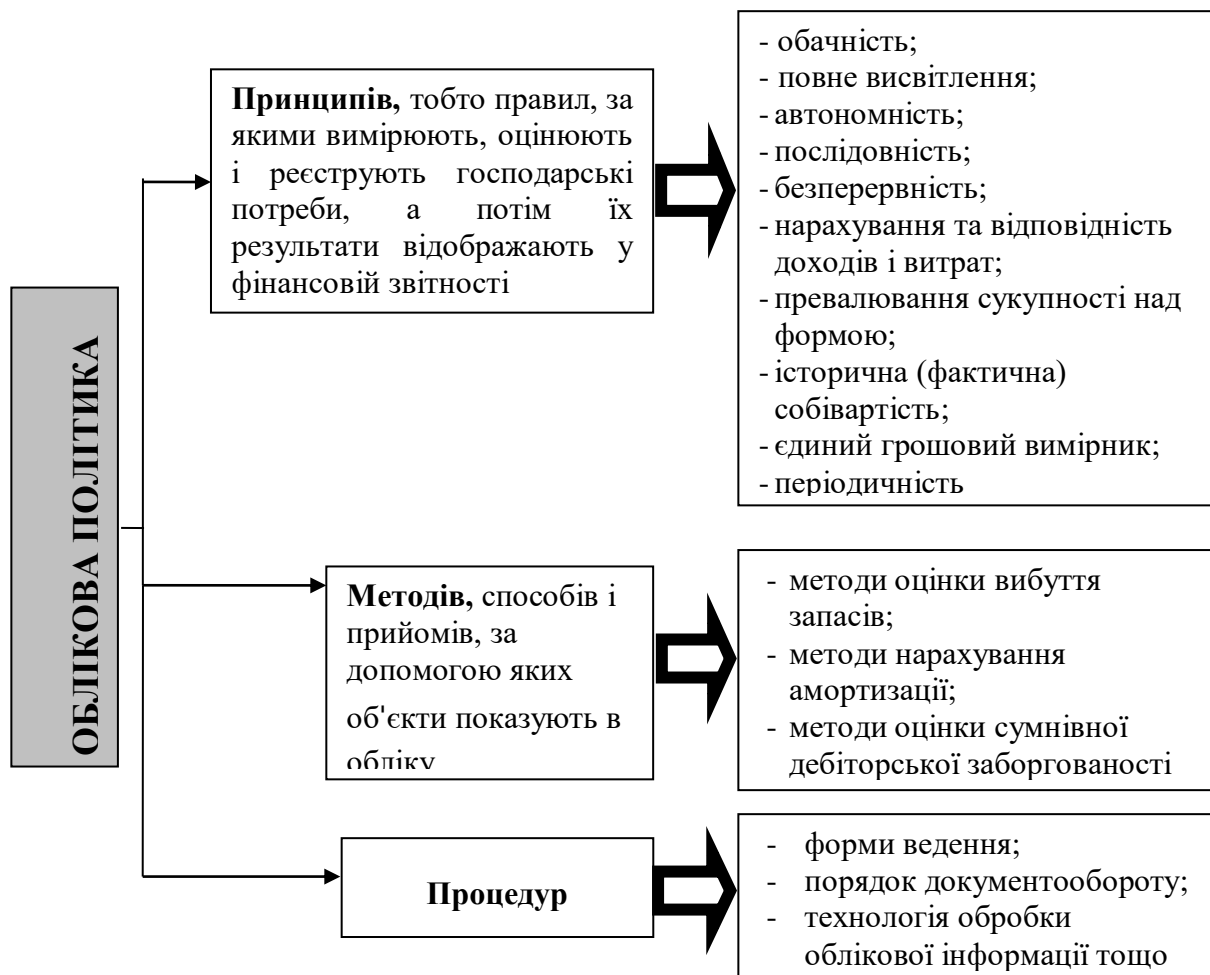 ОБЛІКОВА ПОЛІТИКА
Принципів, тобто правил, за
якими вимірюють, оцінюють
і реєструють господарські
потреби, а потім їх
результати відображають у
фінансовій звітності
- обачність;
- повне висвітлення;
- автономність;
- послідовність;
- безперервність;
- нарахування та відповідність
доходів і витрат;
- превалювання сукупності над
формою;
- історична (фактична)
собівартість;
- єдиний грошовий вимірник;
- періодичність
Методів, способів і
прийомів, за
допомогою яких
об'єкти показують в
обліку
- методи оцінки вибуття
запасів;
- методи нарахування
амортизації;
- методи оцінки сумнівної
дебіторської заборгованості
Процедур
- форми ведення;
- порядок документообороту;
- технологія обробки
облікової інформації тощо